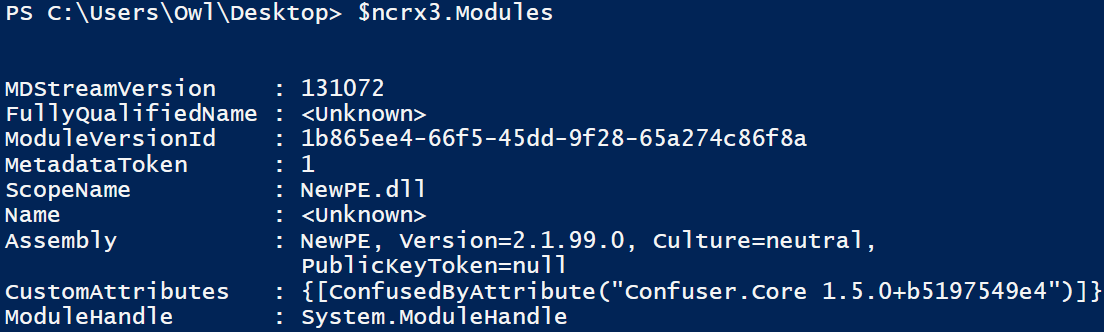 PS C:\Users\Owl\Desktop> $ncrx3.Modules
MDStreamVersion : 131072
FullyQualifiedName : <Unknown>
ModuleVersionId : 1b865ee4-66f5-45dd-9f28-65a274c86f8a
MetadataToken : 1
ScopeName : NewPE.dll
Name : <Unknown>
Assembly : NewPE, Version=2.1.99.0, Culture=neutral,
PublicKeyToken=null
CustomAttributes : {[ConfusedByAttribute("Confuser.Core 1.5.0+b5197549e4")]}
ModuleHandle : System.ModuleHandle